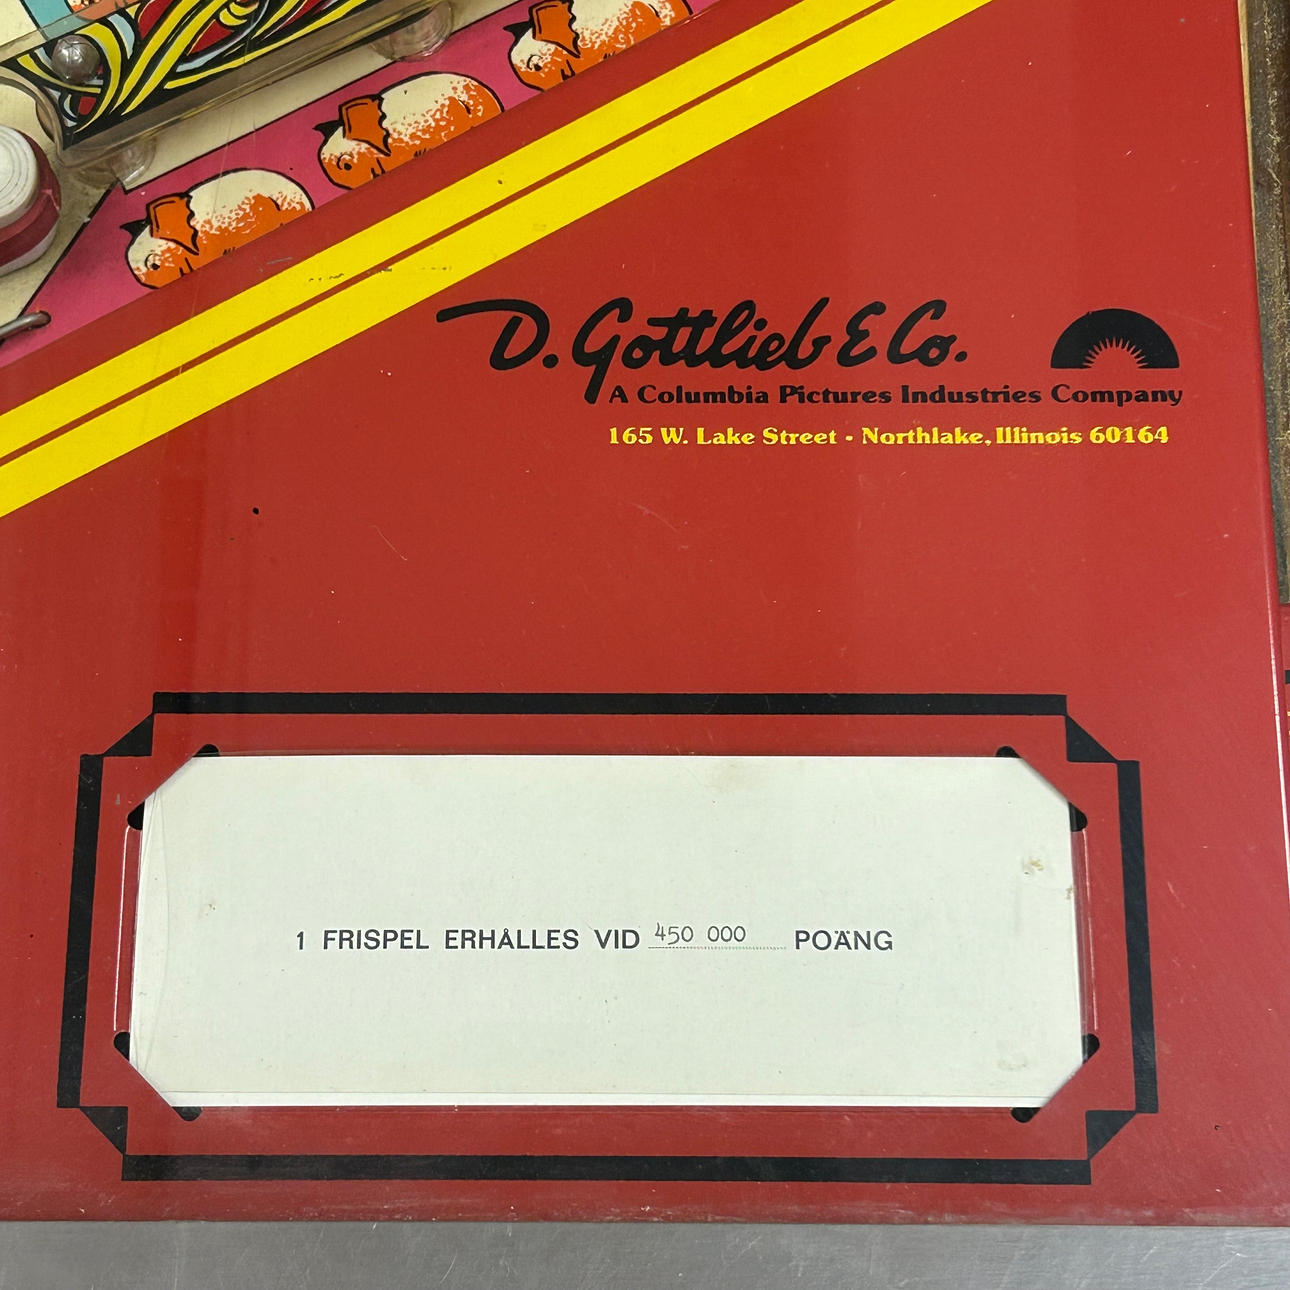 D. Gottlieb & Co.
A Columbia Pictures Industries Company
165 W. Lake Street • Northlake, Illinois 60164
1 FRISPEL ERHÅLLES VID 450 000 POÄNG